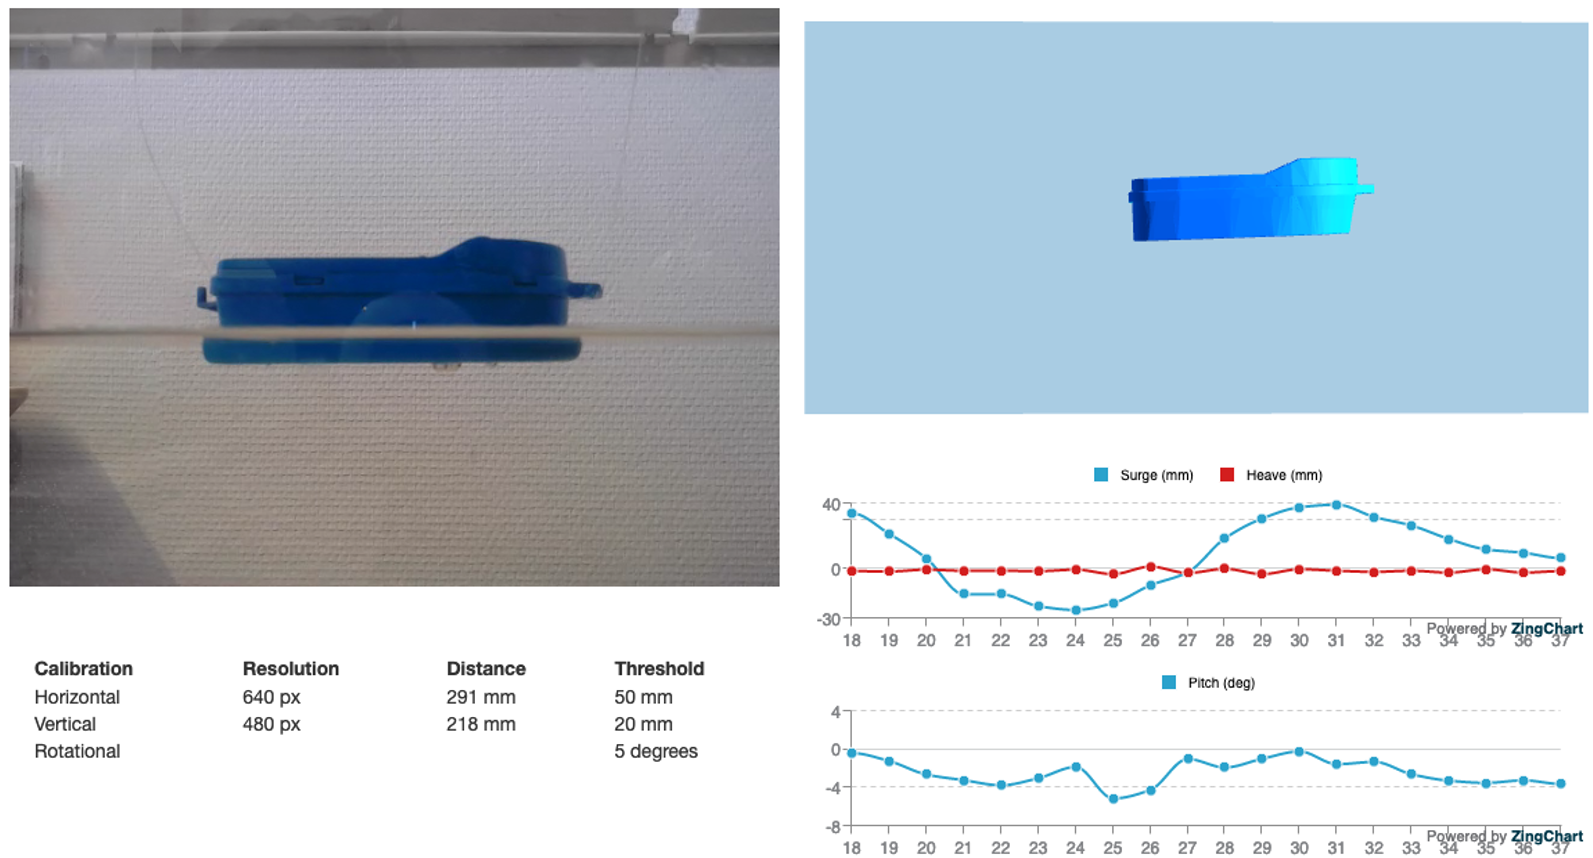 Calibration Resolution Distance Threshold
Horizontal 640 px 291 mm 50 mm
Vertical 480 px 218 mm 20 mm
Rotational 5 degrees
Surge (mm) Heave (mm)
40
0
-30
18 19 20 21 22 23 24 25 26 27 28 29 30 31 32 33 34 35 36 37
Powered by ZingChart
Pitch (deg)
4
0
-4
-8
18 19 20 21 22 23 24 25 26 27 28 29 30 31 32 33 34 35 36 37
Powered by ZingChart